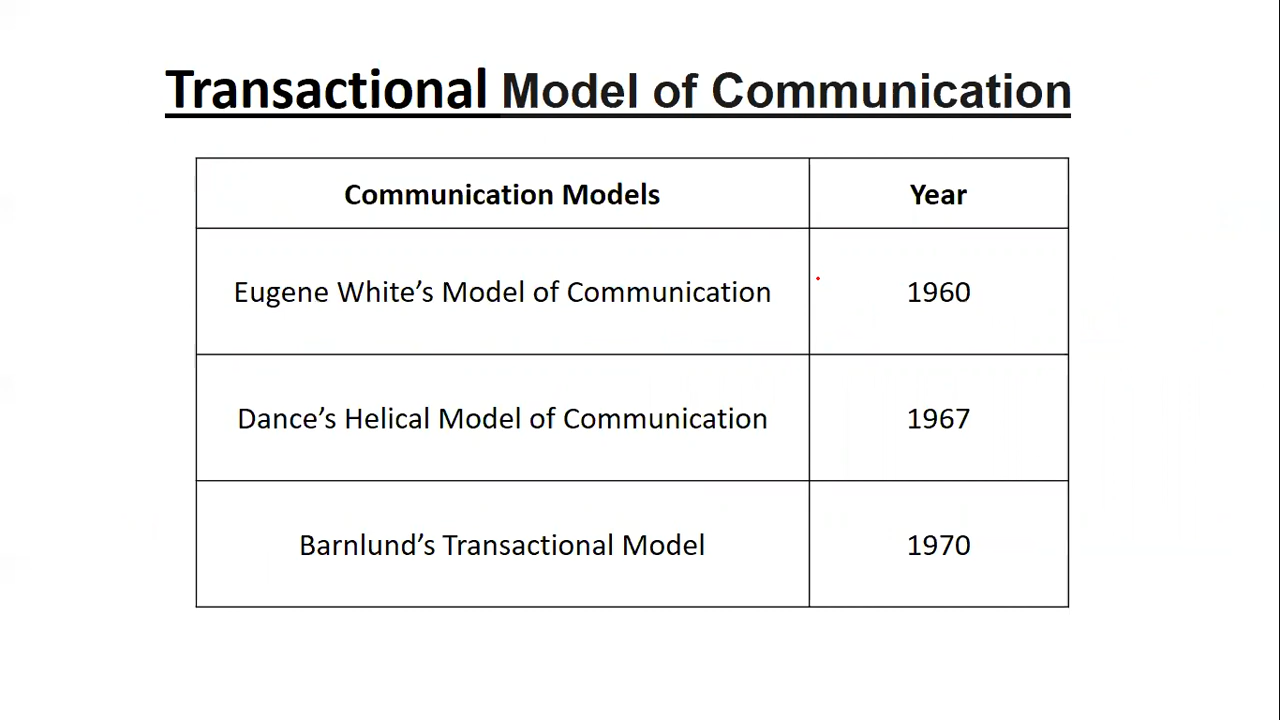 Transactional Model of Communication
Communication Models Year
Eugene White’s Model of Communication 1960
Dance’s Helical Model of Communication 1967
Barnlund’s Transactional Model 1970